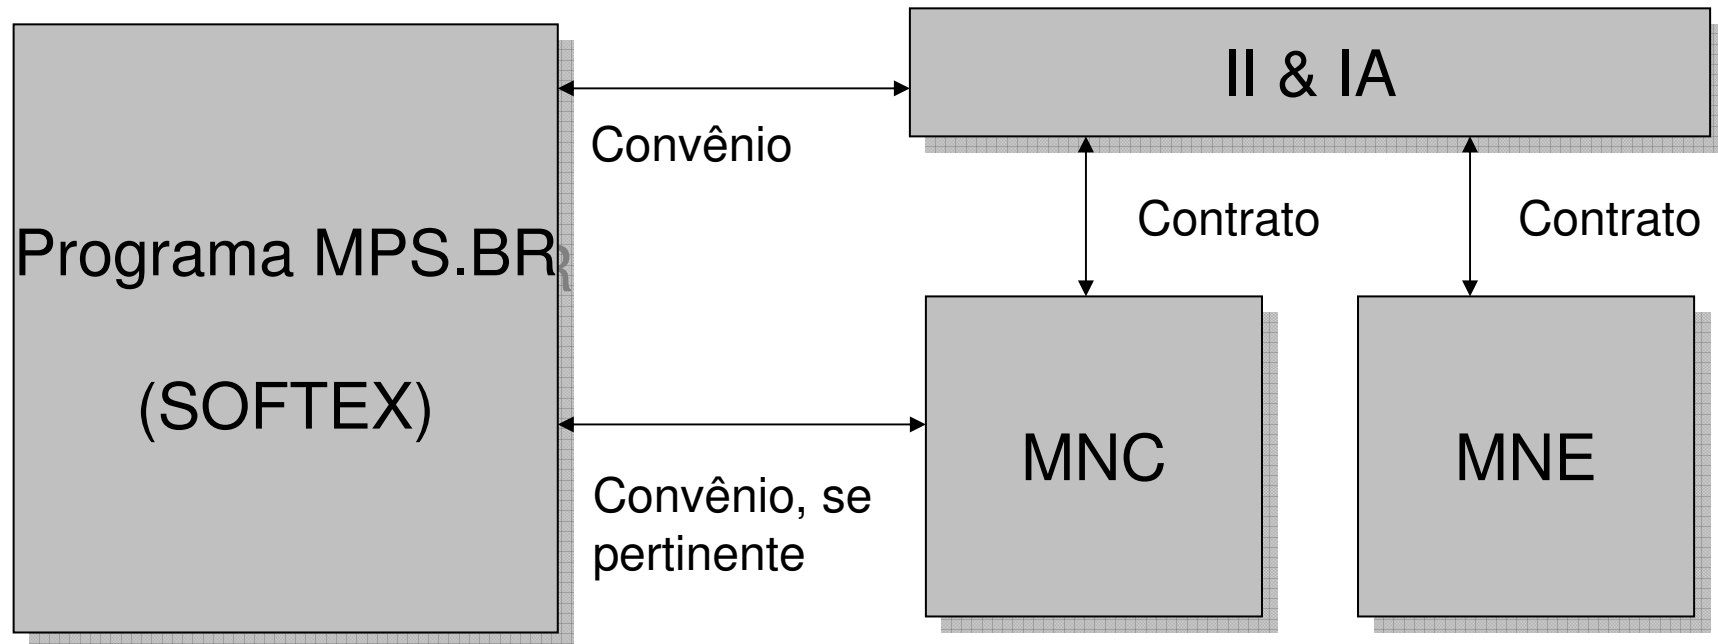 II & IA
Convênio
Contrato
Contrato
Programa MPS.BR
(SOFTEX)
MNC
MNE
Convênio, se
pertinente